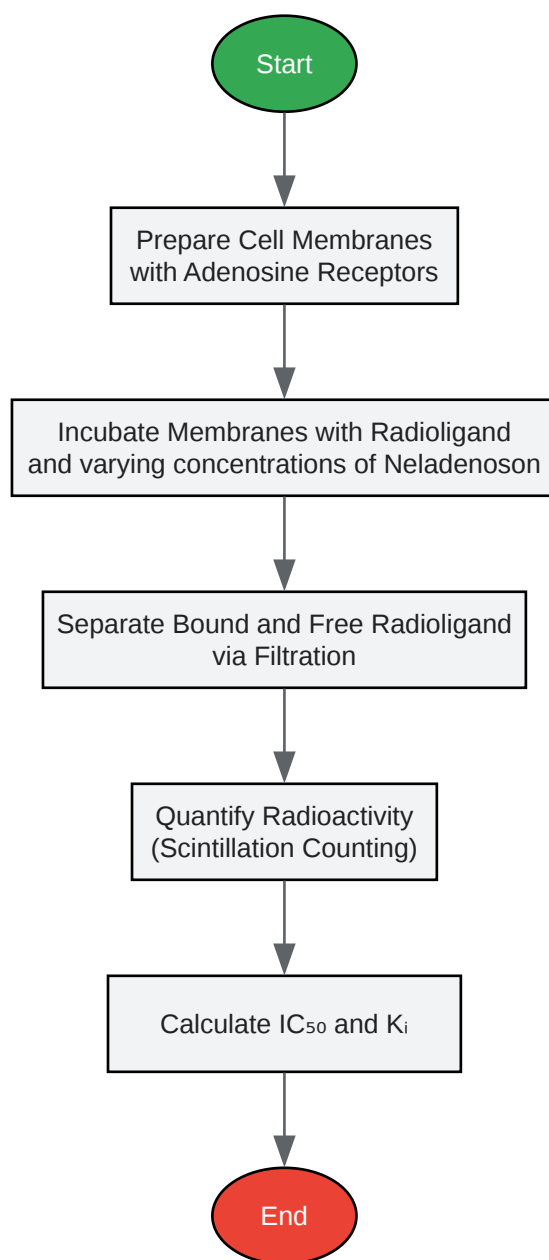 Start
Prepare Cell Membranes
with Adenosine Receptors
Incubate Membranes with Radioligand
and varying concentrations of Neladenoson
Separate Bound and Free Radioligand
via Filtration
Quantify Radioactivity
(Scintillation Counting)
Calculate IC₅₀ and Kᵢ
End